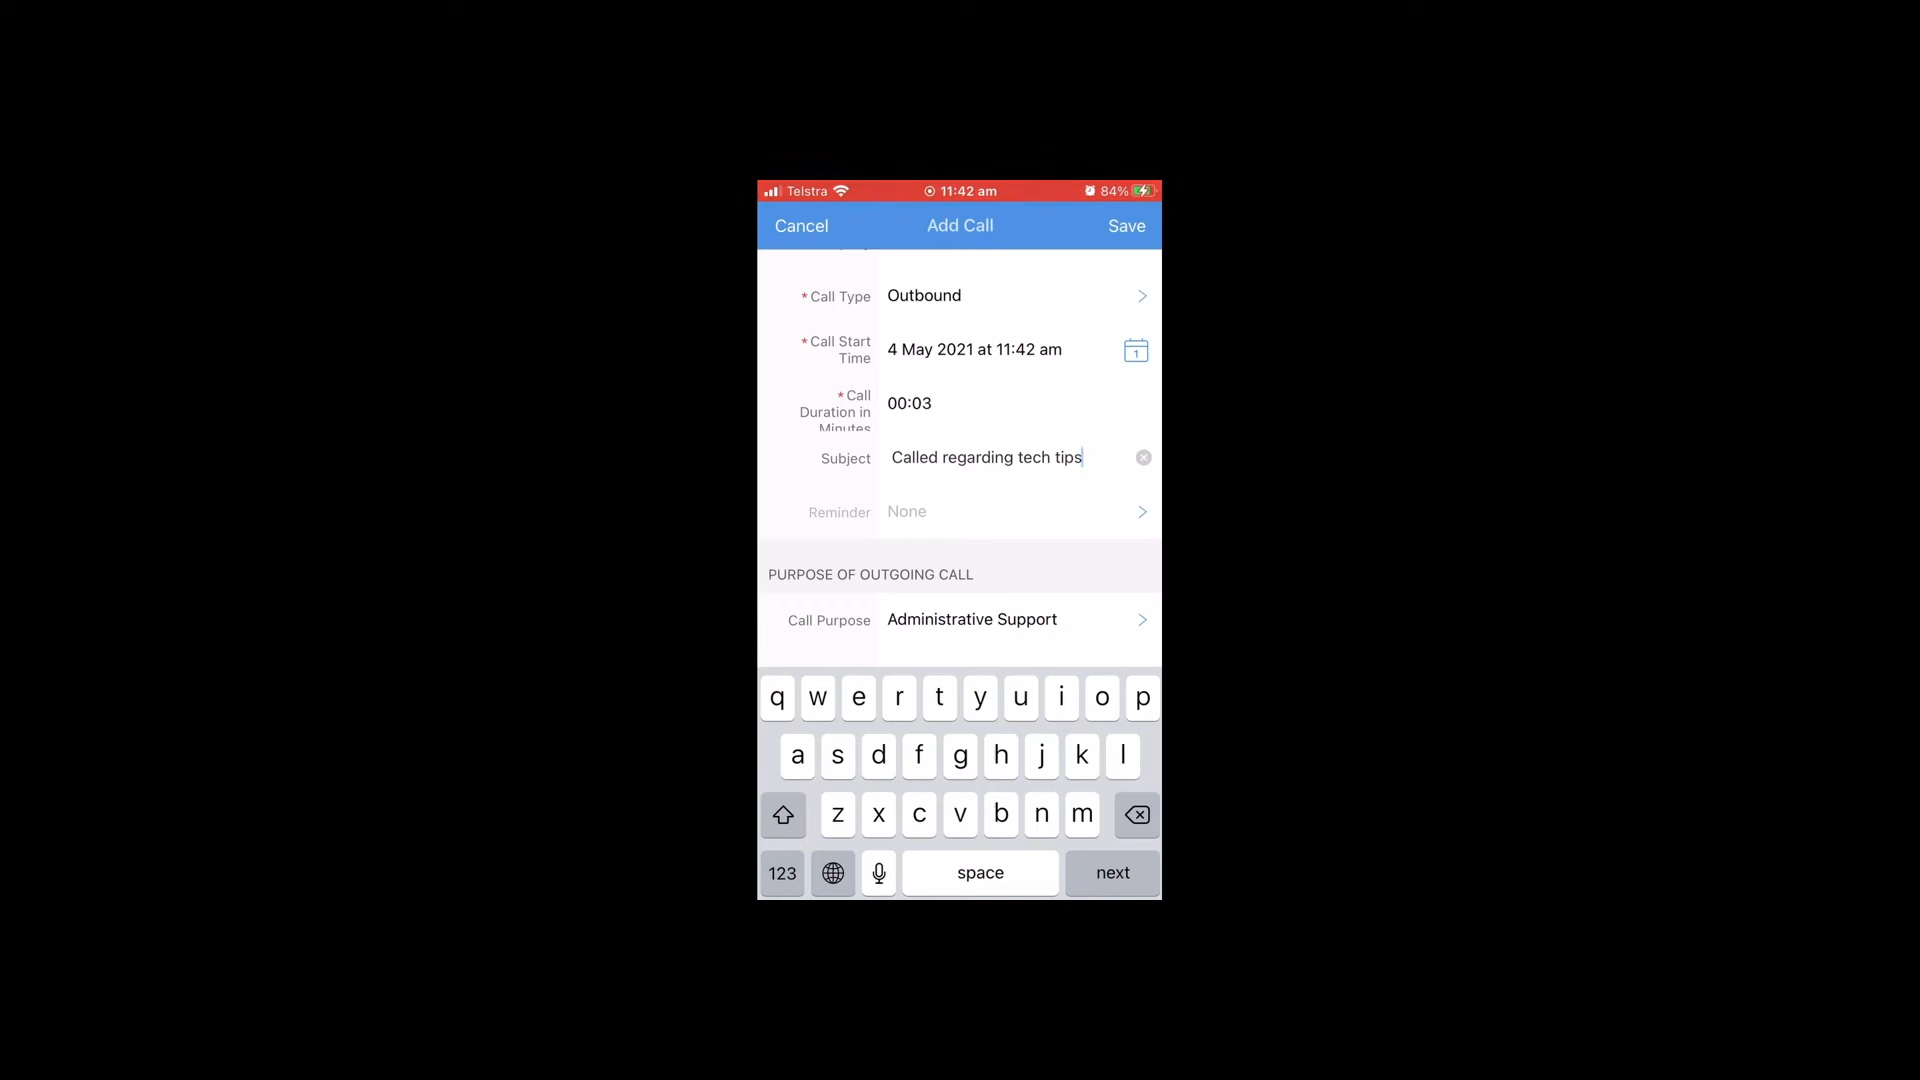 Telstra 11:42 am 84%
Cancel Add Call Save
* Call Type Outbound
* Call Start
Time
4 May 2021 at 11:42 am
1
* Call
Duration in
Minutes
00:03
Subject Called regarding tech tips
Reminder None
PURPOSE OF OUTGOING CALL
Call Purpose Administrative Support
q w e r t y u i o p
a s d f g h j k l
z x c v b n m
123 space next